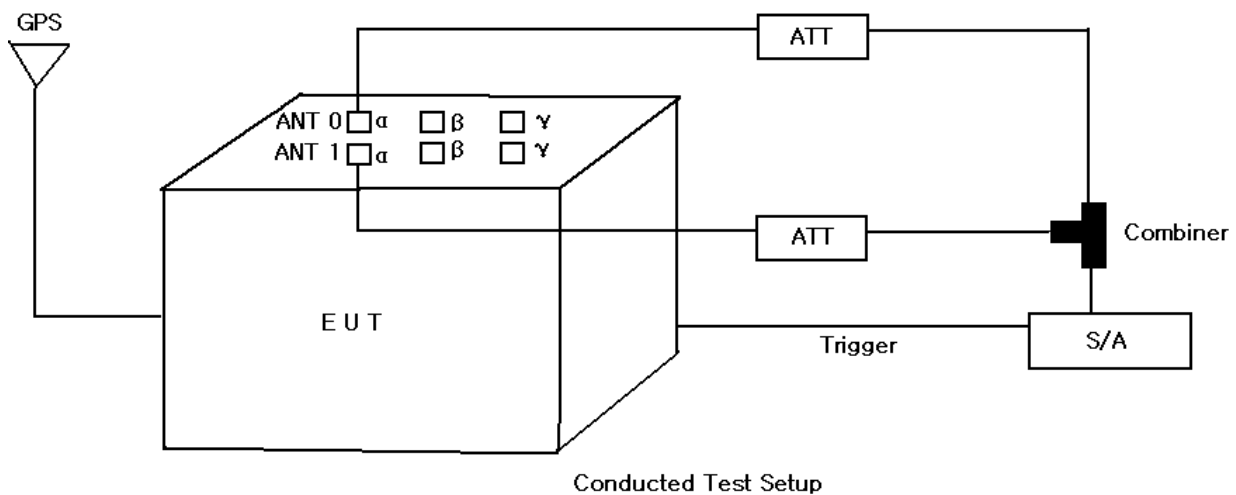 GPS
ATT
ANT 0 α β γ
ANT 1 α β γ
ATT
Combiner
E U T
Trigger
S/A
Conducted Test Setup